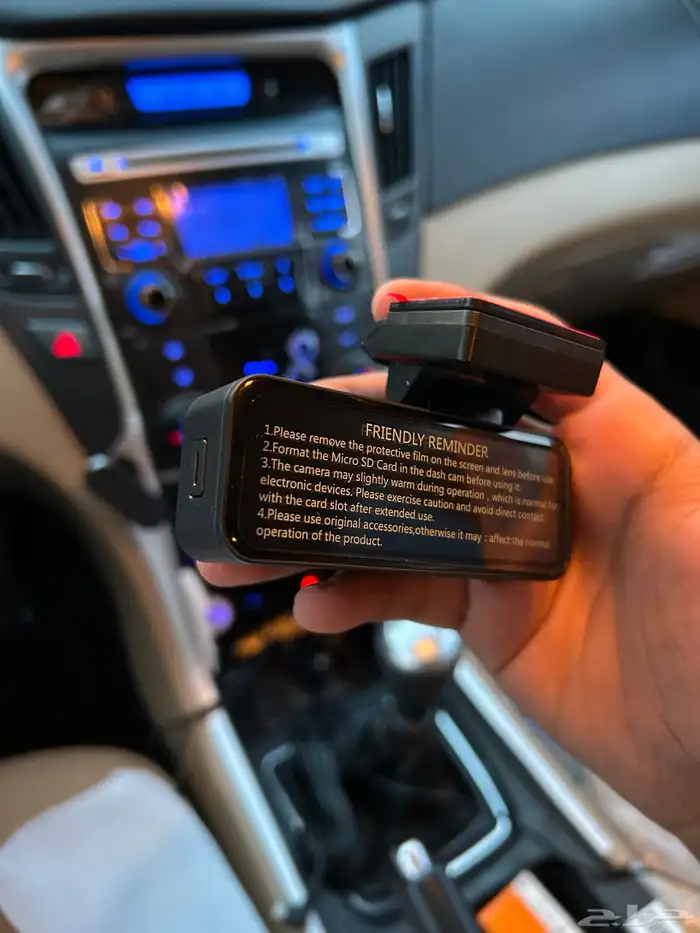 FRIENDLY REMINDER
1.Please remove the protective film on the screen and lens before use.
2.Format the Micro SD Card in the dash cam before using it.
3.The camera may slightly warm during operation , which is normal for
electronic devices. Please exercise caution and avoid direct contact
with the card slot after extended use.
4.Please use original accessories,otherwise it may : affect the normal
operation of the product.
حراج